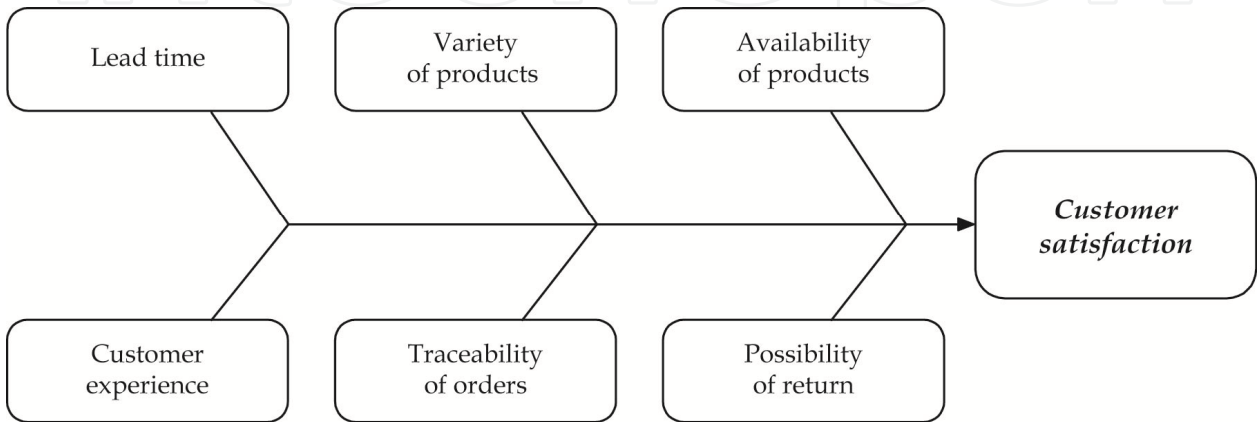 Lead time
Variety
of products
Availability
of products
Customer
satisfaction
Customer
experience
Traceability
of orders
Possibility
of return